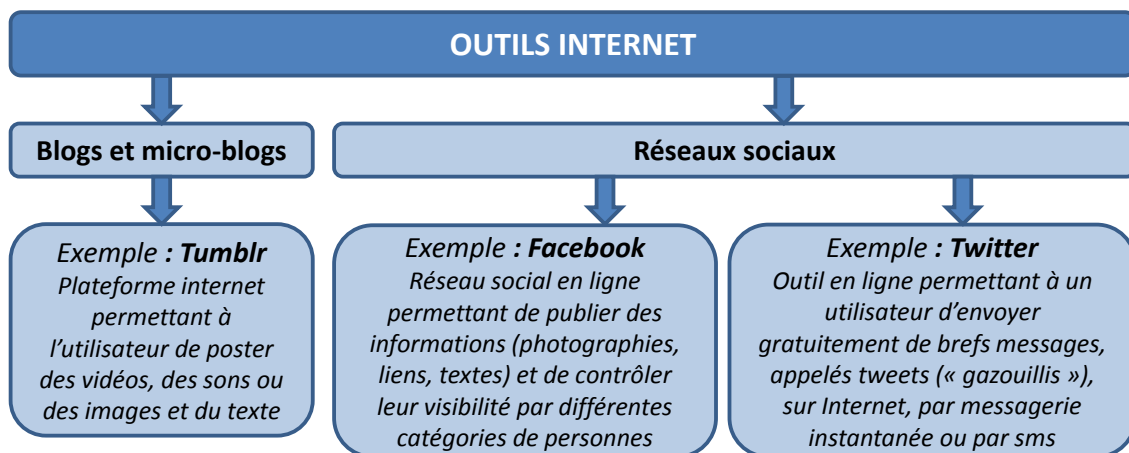 OUTILS INTERNET
Blogs et micro-blogs
Réseaux sociaux
Exemple : Tumblr
Plateforme internet
permettant à
l’utilisateur de poster
des vidéos, des sons ou
des images et du texte
Exemple : Facebook
Réseau social en ligne
permettant de publier des
informations (photographies,
liens, textes) et de contrôler
leur visibilité par différentes
catégories de personnes
Exemple : Twitter
Outil en ligne permettant à un
utilisateur d’envoyer
gratuitement de brefs messages,
appelés tweets (« gazouillis »),
sur Internet, par messagerie
instantanée ou par sms